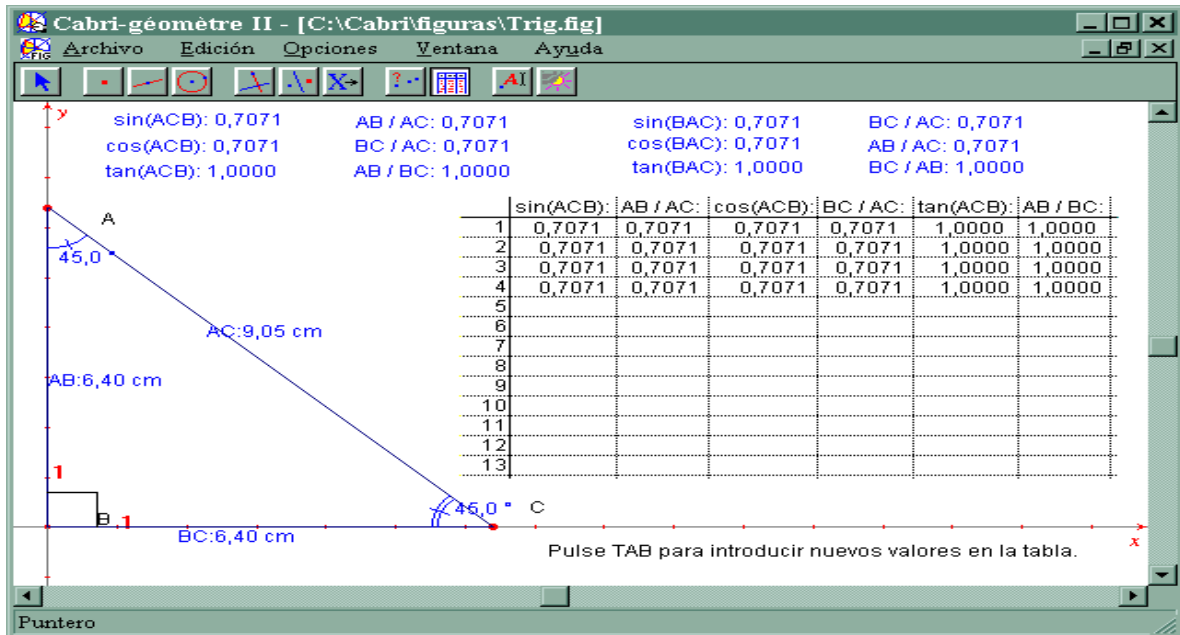 Cabri-géomètre II - [C:\Cabri\figuras\Trig.fig]
Archivo Edición Opciones Ventana Ayuda
y
sin(ACB): 0,7071 AB / AC: 0,7071 sin(BAC): 0,7071 BC / AC: 0,7071
cos(ACB): 0,7071 BC / AC: 0,7071 cos(BAC): 0,7071 AB / AC: 0,7071
tan(ACB): 1,0000 AB / BC: 1,0000 tan(BAC): 1,0000 BC / AB: 1,0000
sin(ACB): AB / AC: cos(ACB): BC / AC: tan(ACB): AB / BC:
1 0,7071 0,7071 0,7071 0,7071 1,0000 1,0000
2 0,7071 0,7071 0,7071 0,7071 1,0000 1,0000
3 0,7071 0,7071 0,7071 0,7071 1,0000 1,0000
4 0,7071 0,7071 0,7071 0,7071 1,0000 1,0000
5
6
7
8
9
10
11
12
13
A
45,0
AC:9,05 cm
AB:6,40 cm
1
45,0 ° C
B 1
BC:6,40 cm
x
Pulse TAB para introducir nuevos valores en la tabla.
Puntero